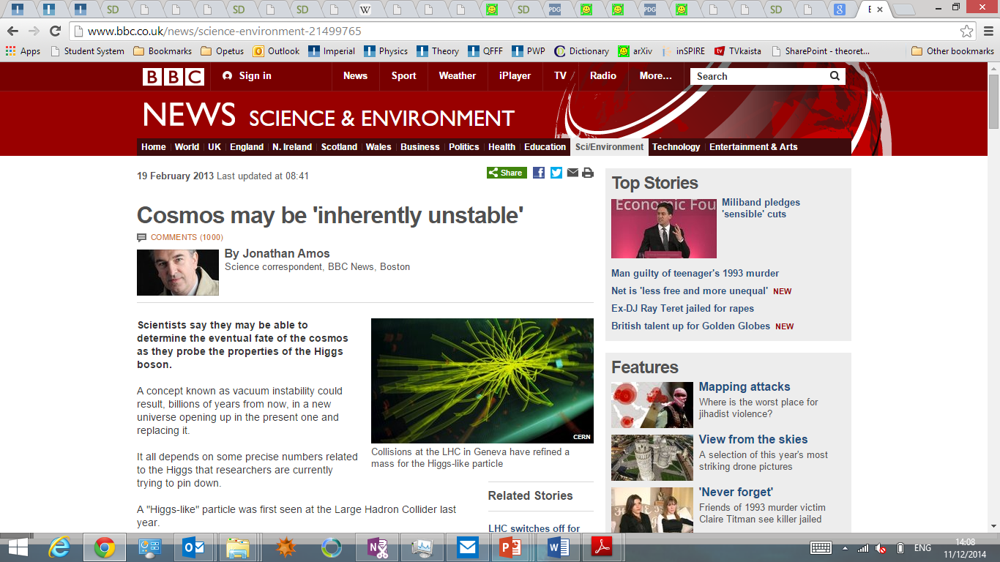 SD
SD
SD
W
SD
PDG
PDG
SD
8
E
www.bbc.co.uk/news/science-environment-21499765
Apps Student System Bookmarks Opetus Outlook Imperial Physics Theory QFFF PWP Dictionary arXiv inSPIRE TVkaista SharePoint - theoret... Other bookmarks
BBC Sign in News Sport Weather iPlayer TV Radio More... Search
NEWS SCIENCE & ENVIRONMENT
Home World UK England N. Ireland Scotland Wales Business Politics Health Education Sci/Environment Technology Entertainment & Arts
19 February 2013 Last updated at 08:41
Share
Cosmos may be 'inherently unstable'
COMMENTS (1000)
By Jonathan Amos
Science correspondent, BBC News, Boston
Scientists say they may be able to
determine the eventual fate of the cosmos
as they probe the properties of the Higgs
boson.
A concept known as vacuum instability could
result, billions of years from now, in a new
universe opening up in the present one and
replacing it.
It all depends on some precise numbers related
to the Higgs that researchers are currently
trying to pin down.
A "Higgs-like" particle was first seen at the Large Hadron Collider last
year.
CERN
Collisions at the LHC in Geneva have refined a
mass for the Higgs-like particle
Related Stories
LHC switches off for
Top Stories
Economic Fou
Miliband pledges
'sensible' cuts
Man guilty of teenager's 1993 murder
Net is 'less free and more unequal' NEW
Ex-DJ Ray Teret jailed for rapes
British talent up for Golden Globes NEW
Features
Mapping attacks
Where is the worst place for
jihadist violence?
View from the skies
A selection of this year's most
striking drone pictures
'Never forget'
Friends of 1993 murder victim
Claire Titman see killer jailed
ENG
14:08
11/12/2014